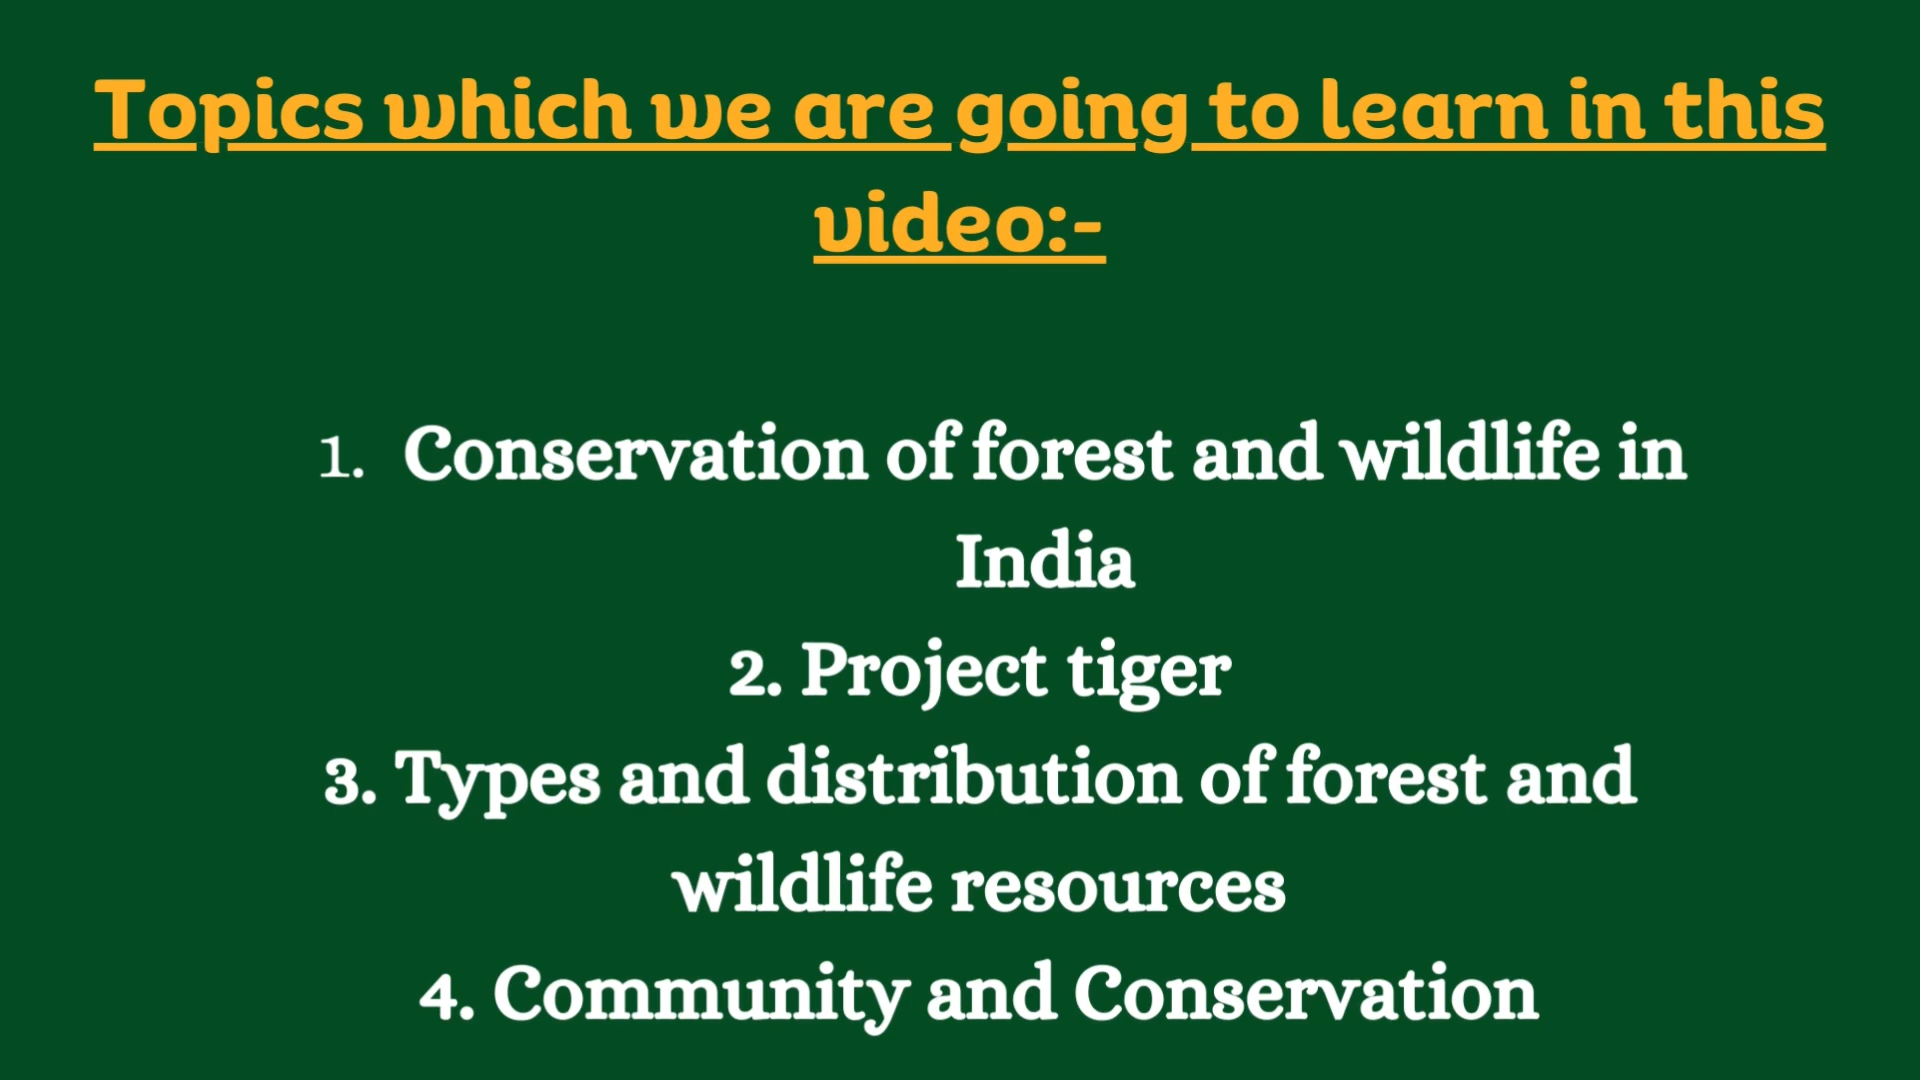 Topics which we are going to learn in this
video:-
1. Conservation of forest and wildlife in
India
2. Project tiger
3. Types and distribution of forest and
wildlife resources
4. Community and Conservation